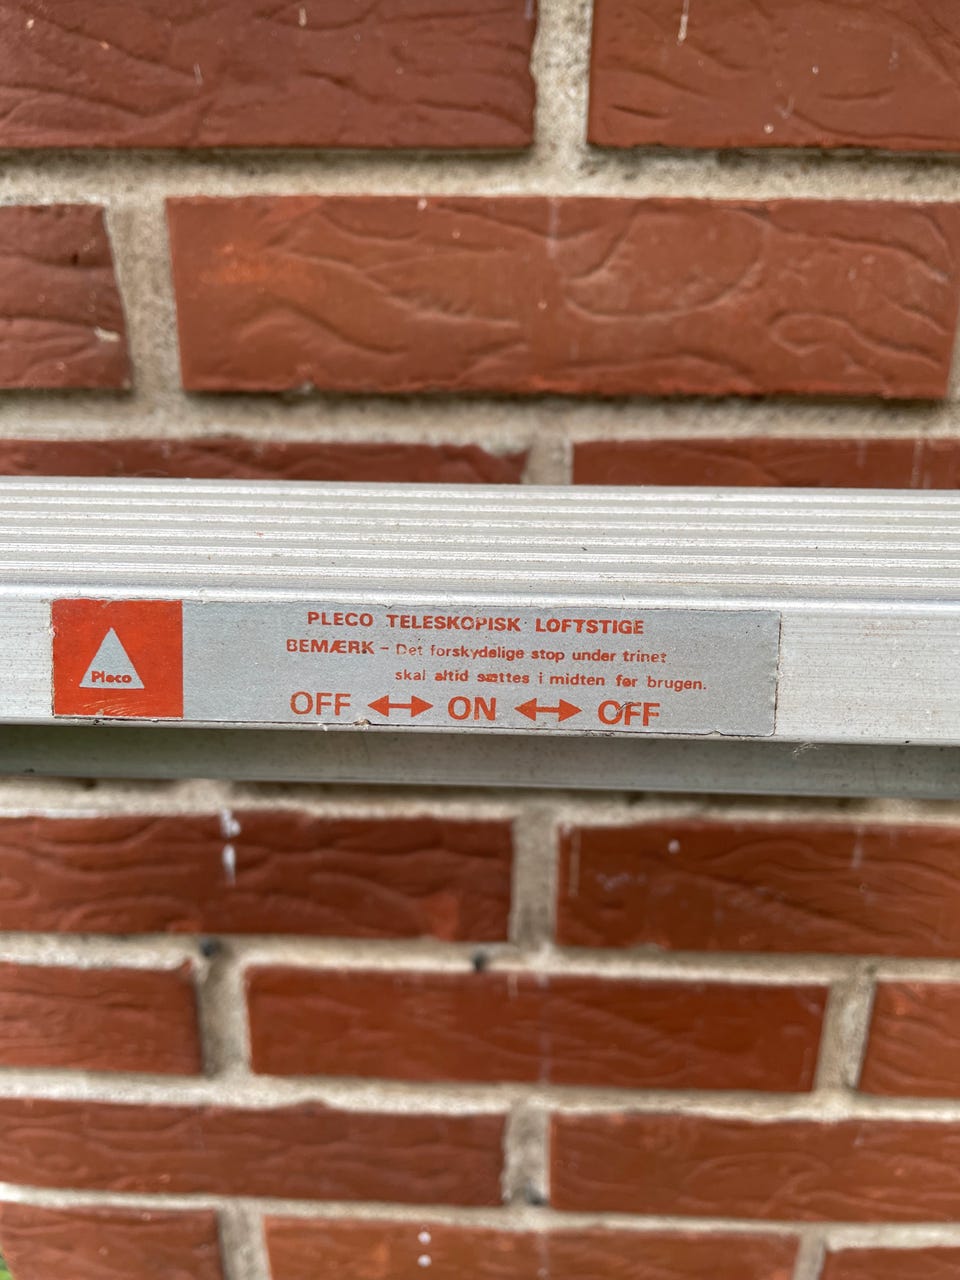 PLECO TELESKOPISK LOFTSTIGE
BEMÆRK – Det forskydelige stop under trinet
skal altid sættes i midten før brugen.
Pleco
OFF ↔ ON ↔ OFF